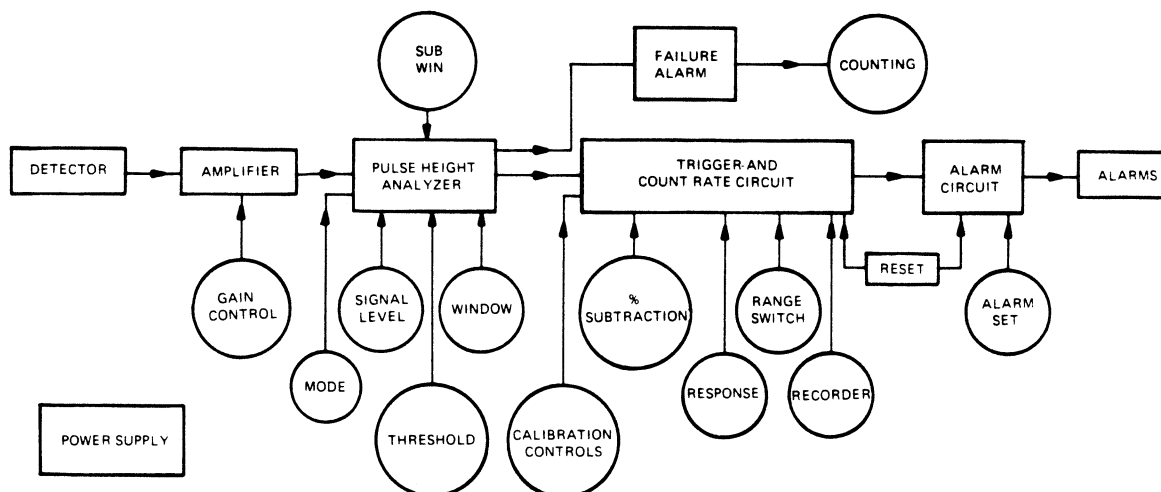 SUB
WIN
FAILURE
ALARM
COUNTING
DETECTOR
AMPLIFIER
PULSE HEIGHT
ANALYZER
TRIGGER-AND
COUNT RATE CIRCUIT
ALARM
CIRCUIT
ALARMS
RESET
GAIN
CONTROL
SIGNAL
LEVEL
WINDOW
%
SUBTRACTION
RANGE
SWITCH
ALARM
SET
MODE
RESPONSE
RECORDER
POWER SUPPLY
THRESHOLD
CALIBRATION
CONTROLS